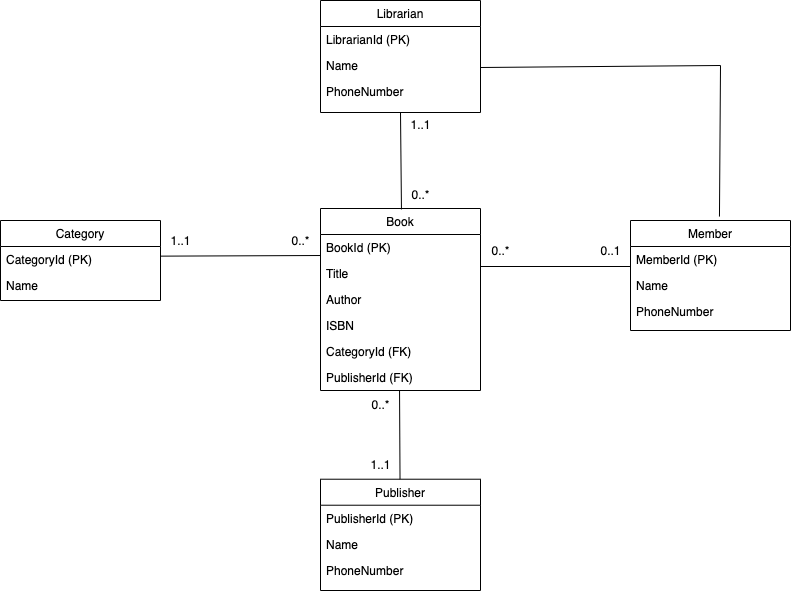 Librarian
LibrarianId (PK)
Name
PhoneNumber
1..1
0..*
Category
CategoryId (PK)
Name
1..1
0..*
Book
BookId (PK)
Title
Author
ISBN
CategoryId (FK)
PublisherId (FK)
0..*
0..1
Member
MemberId (PK)
Name
PhoneNumber
0..*
1..1
Publisher
PublisherId (PK)
Name
PhoneNumber